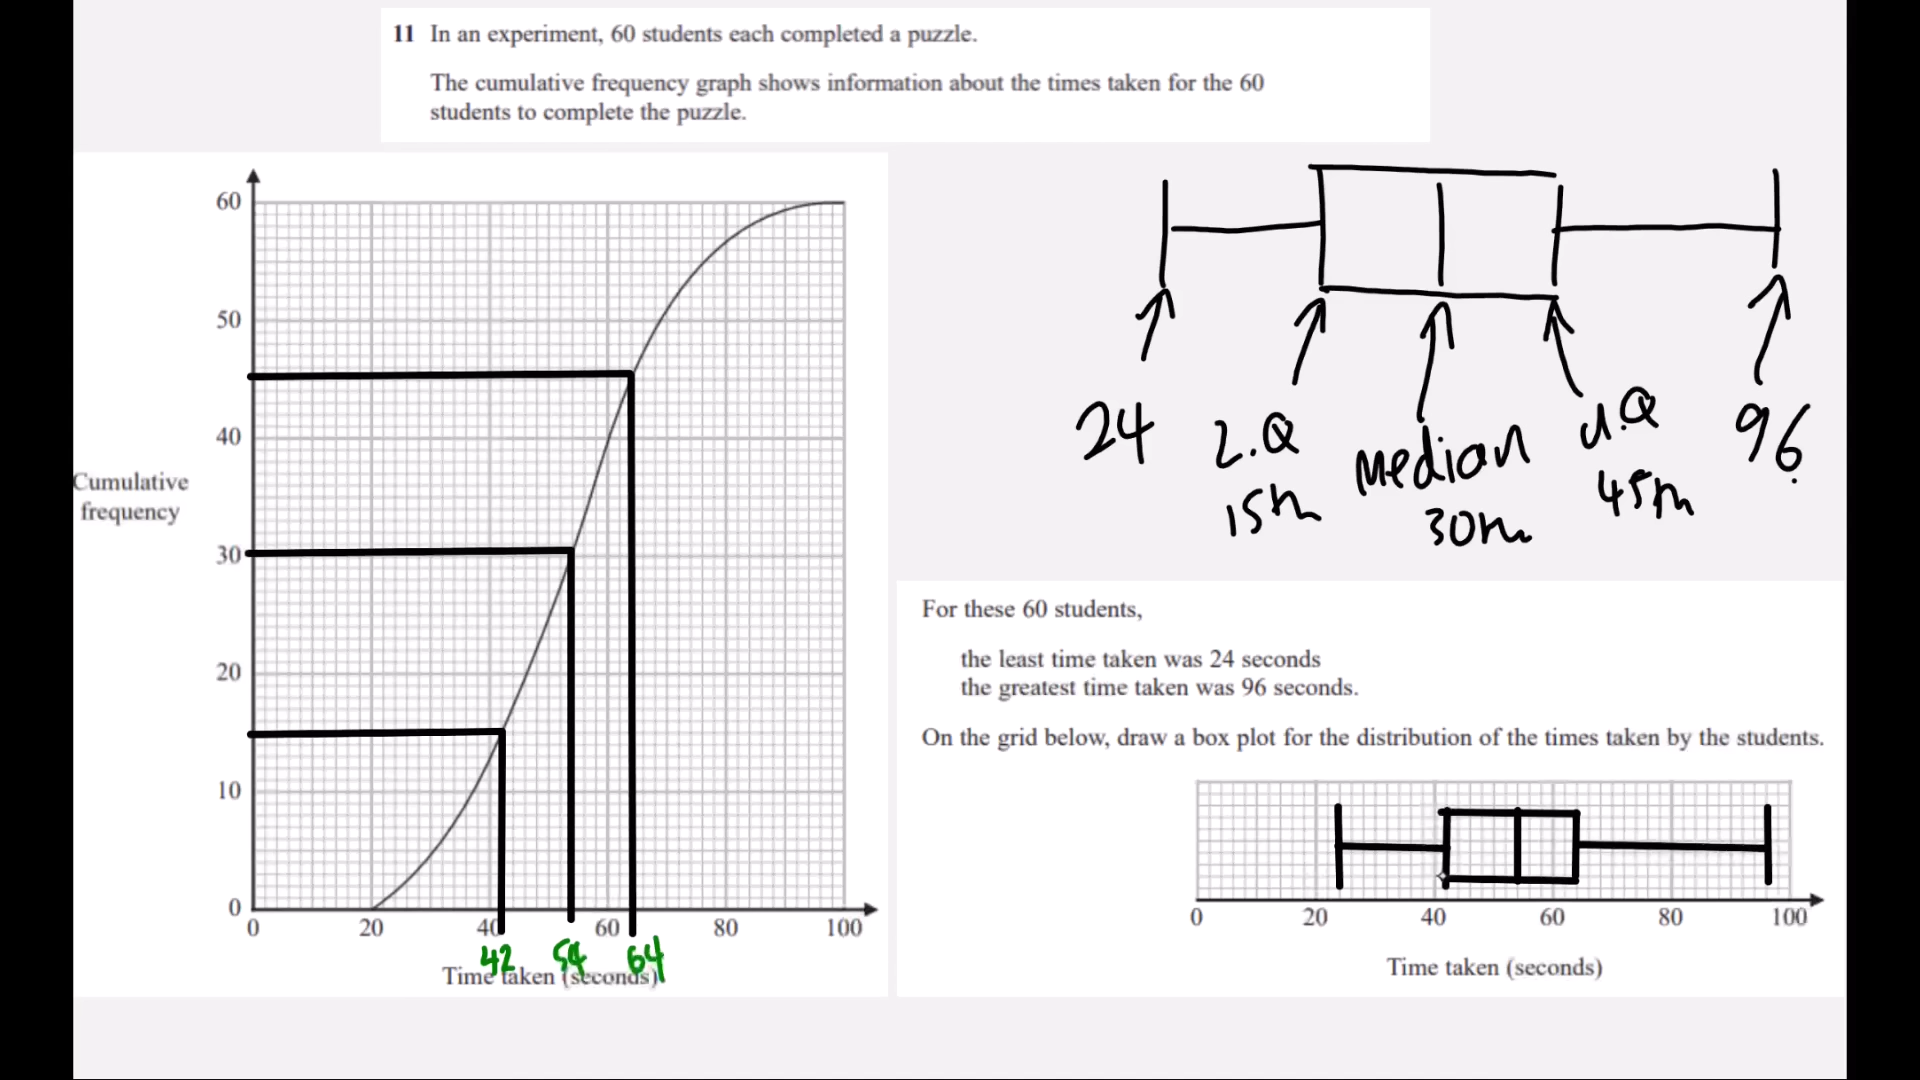 11 In an experiment, 60 students each completed a puzzle.
The cumulative frequency graph shows information about the times taken for the 60
students to complete the puzzle.
60
50
40
30
20
10
0
Cumulative
frequency
0 20 40 60 80 100
42 54 64
Time taken (seconds)
24 L.Q median U.Q 96
15th 30th 45th
For these 60 students,
the least time taken was 24 seconds
the greatest time taken was 96 seconds.
On the grid below, draw a box plot for the distribution of the times taken by the students.
0 20 40 60 80 100
Time taken (seconds)